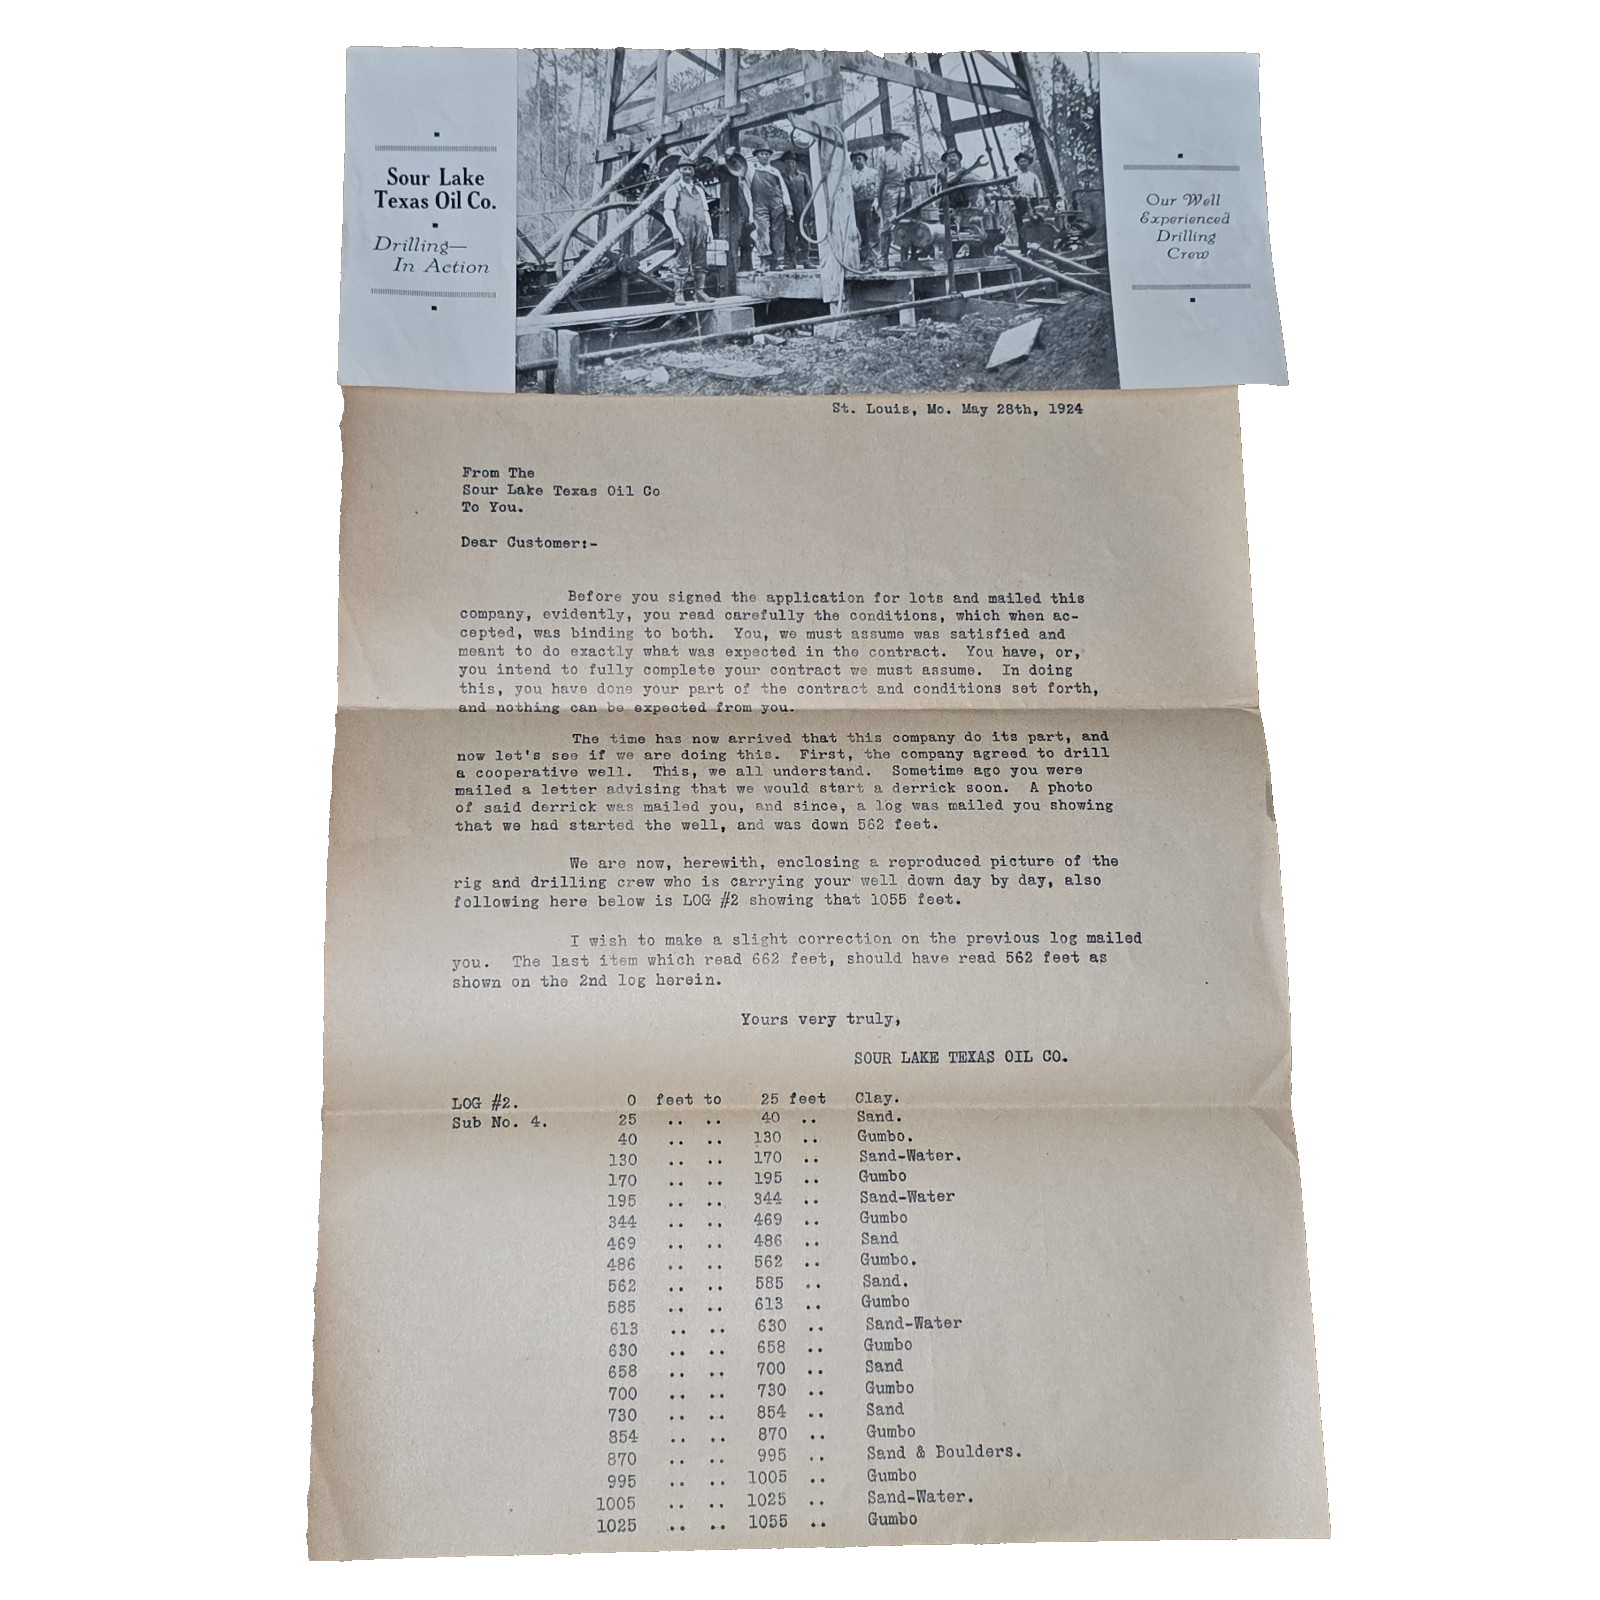 Sour Lake
Texas Oil Co.
Drilling—
In Action
Our Well
Experienced
Drilling
Crew
St. Louis, Mo. May 28th, 1924
From The
Sour Lake Texas Oil Co
To You.
Dear Customer:-
Before you signed the application for lots and mailed this
company, evidently, you read carefully the conditions, which when ac-
cepted, was binding to both. You, we must assume was satisfied and
meant to do exactly what was expected in the contract. You have, or,
you intend to fully complete your contract we must assume. In doing
this, you have done your part of the contract and conditions set forth,
and nothing can be expected from you.
The time has now arrived that this company do its part, and
now let's see if we are doing this. First, the company agreed to drill
a cooperative well. This, we all understand. Sometime ago you were
mailed a letter advising that we would start a derrick soon. A photo
of said derrick was mailed you, and since, a log was mailed you showing
that we had started the well, and was down 562 feet.
We are now, herewith, enclosing a reproduced picture of the
rig and drilling crew who is carrying your well down day by day, also
following here below is LOG #2 showing that 1055 feet.
I wish to make a slight correction on the previous log mailed
you. The last item which read 662 feet, should have read 562 feet as
shown on the 2nd log herein.
Yours very truly,
SOUR LAKE TEXAS OIL CO.
LOG #2. 0 feet to 25 feet Clay.
Sub No. 4. 25 .. .. 40 .. Sand.
40 .. .. 130 .. Gumbo.
130 .. .. 170 .. Sand-Water.
170 .. .. 195 .. Gumbo
195 .. .. 344 .. Sand-Water
344 .. .. 469 .. Gumbo
469 .. .. 486 .. Sand
486 .. .. 562 .. Gumbo.
562 .. .. 585 .. Sand.
585 .. .. 613 .. Gumbo
613 .. .. 630 .. Sand-Water
630 .. .. 658 .. Gumbo
658 .. .. 700 .. Sand
700 .. .. 730 .. Gumbo
730 .. .. 854 .. Sand
854 .. .. 870 .. Gumbo
870 .. .. 995 .. Sand & Boulders.
995 .. .. 1005 .. Gumbo
1005 .. .. 1025 .. Sand-Water.
1025 .. .. 1055 .. Gumbo